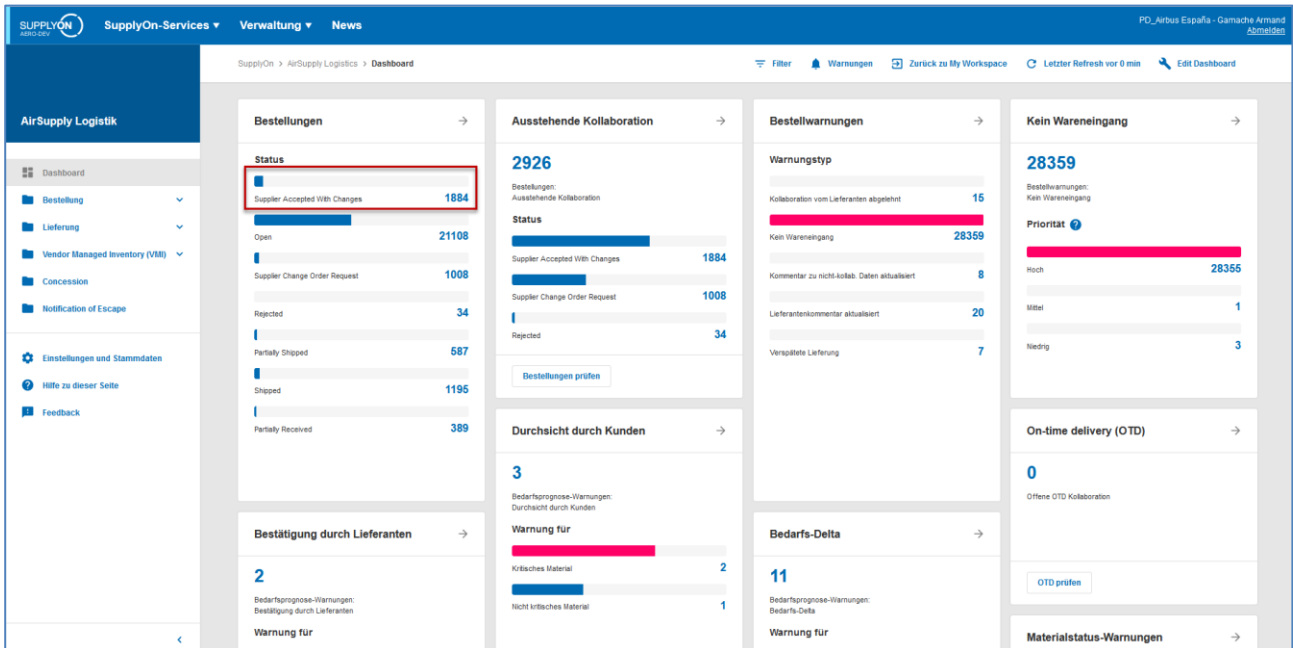 SUPPLYON
AERO-DEV
SupplyOn-Services ▾ Verwaltung ▾ News
PD_Airbus España - Gamache Armand
Abmelden
SupplyOn > AirSupply Logistics > Dashboard
Filter Warnungen Zurück zu My Workspace Letzter Refresh vor 0 min Edit Dashboard
AirSupply Logistik
Dashboard
Bestellung
Lieferung
Vendor Managed Inventory (VMI)
Concession
Notification of Escape
Einstellungen und Stammdaten
Hilfe zu dieser Seite
Feedback
Bestellungen
Status
Supplier Accepted With Changes 1884
Open 21108
Supplier Change Order Request 1008
Rejected 34
Partially Shipped 587
Shipped 1195
Partially Received 389
Ausstehende Kollaboration
2926
Bestellungen:
Ausstehende Kollaboration
Status
Supplier Accepted With Changes 1884
Supplier Change Order Request 1008
Rejected 34
Bestellungen prüfen
Bestellwarnungen
Warnungstyp
Kollaboration vom Lieferanten abgelehnt 15
Kein Wareneingang 28359
Kommentar zu nicht-kollab. Daten aktualisiert 8
Lieferantenkommentar aktualisiert 20
Verspätete Lieferung 7
Kein Wareneingang
28359
Bestellwarnungen:
Kein Wareneingang
Priorität ?
Hoch 28355
Mittel 1
Niedrig 3
Bestätigung durch Lieferanten
2
Bedarfsprognose-Warnungen:
Bestätigung durch Lieferanten
Warnung für
Durchsicht durch Kunden
3
Bedarfsprognose-Warnungen:
Durchsicht durch Kunden
Warnung für
Kritisches Material 2
Nicht kritisches Material 1
Bedarfs-Delta
11
Bedarfsprognose-Warnungen:
Bedarfs-Delta
Warnung für
On-time delivery (OTD)
0
Offene OTD Kollaboration
OTD prüfen
Materialstatus-Warnungen